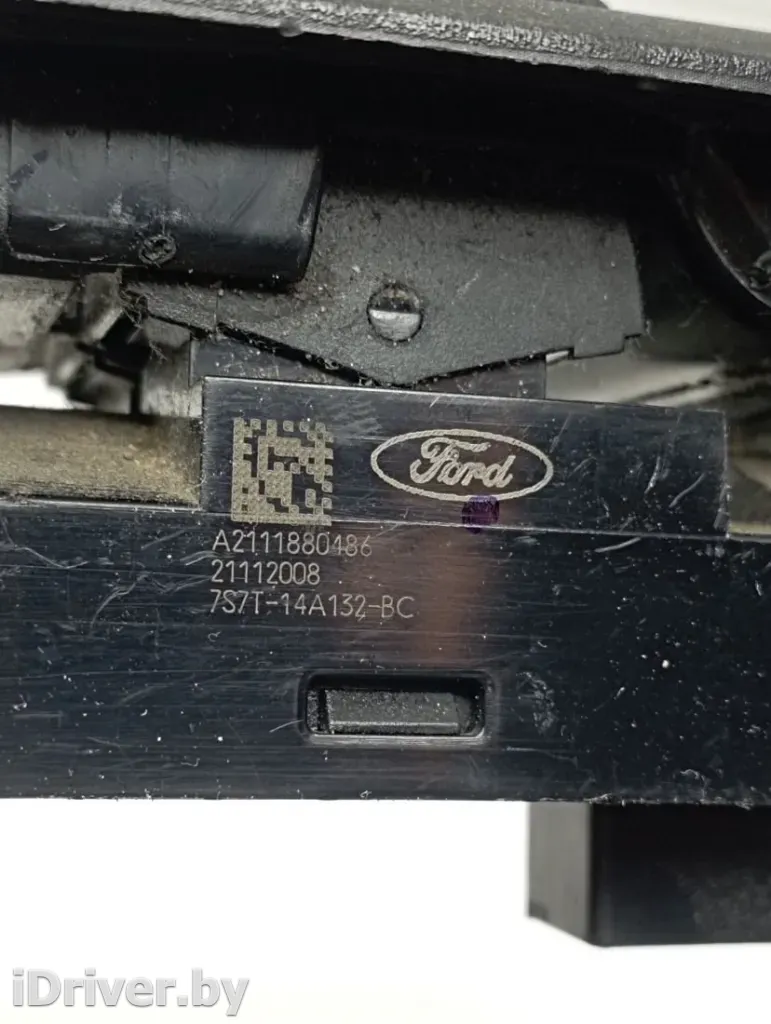 Ford
A2111880486
21112008
7S7T-14A132-BC
iDriver.by